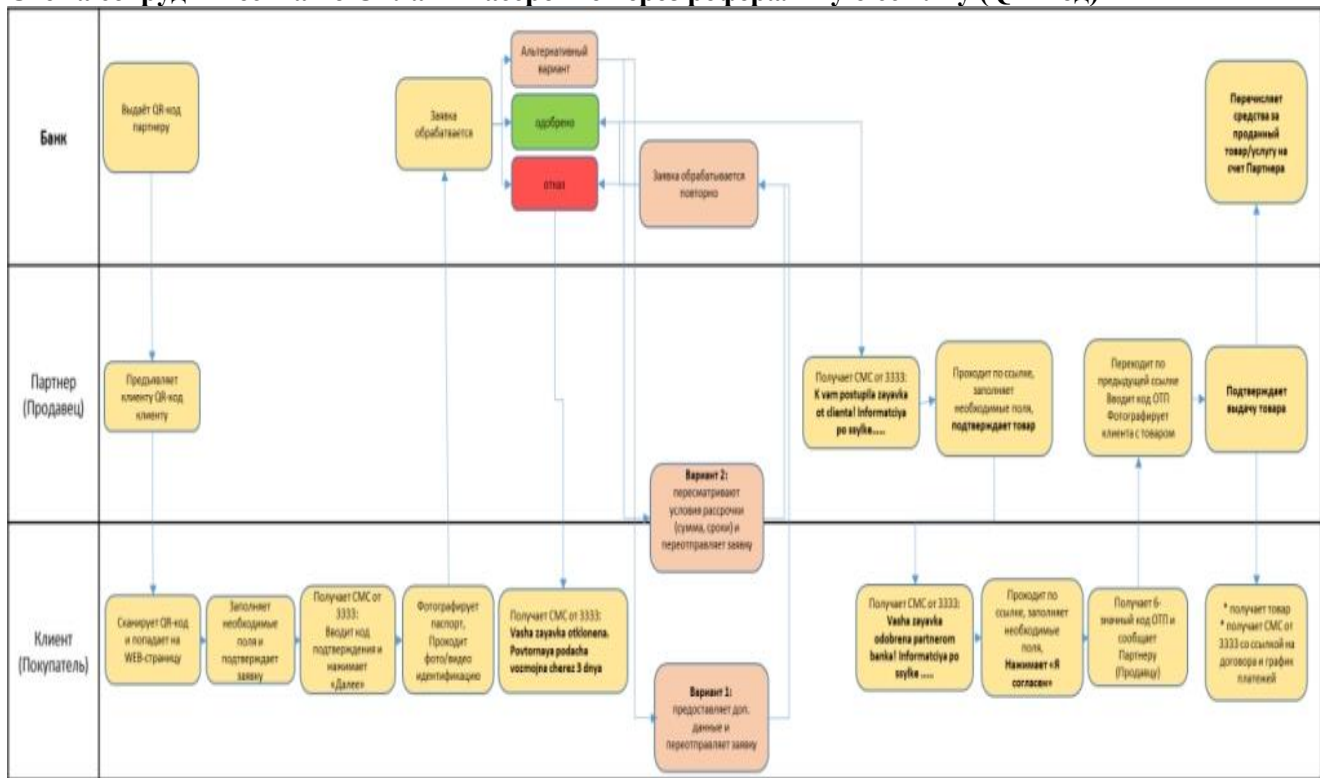 Банк
Выдаёт QR-код
партнеру
Заявка
обрабатвается
Альтернативный
вариант
одобрено
отказ
Заявка обрабатывается
повторно
Перечисляет
средства за
проданный
товар/услугу на
счет Партнера
Партнер
(Продавец)
Предъявляет
клиенту QR-код
клиенту
Получает СМС от 3333:
K vam postupila zayavka
ot clienta! Informatciya
po ssylke.....
Проходит по ссылке,
заполняет
необходимые поля,
подтверждает товар
Переходит по
предыдущей ссылке
Вводит код ОТП
Фотографирует
клиента с товаром
Подтверждает
выдачу товара
Вариант 2:
пересматривают
условия рассрочки
(сумма, сроки) и
переотправляет заявку
Клиент
(Покупатель)
Сканирует QR-код
и попадает на
WEB-страницу
Заполняет
необходимые
поля и
подтверждает
заявку
Получает СМС от
3333:
Вводит код
подтверждения и
нажимает
«Далее»
Фотографирует
паспорт,
Проходит
фото/видео
идентификацию
Получает СМС от 3333:
Vasha zayavka otklonena.
Povtornaya podacha
vozmojna cherez 3 dnya
Вариант 1:
предоставляет доп.
данные и
переотправляет заявку
Получает СМС от 3333:
Vasha zayavka
odobrena partnerom
banka! Informatciya po
ssylke .....
Проходит по
ссылке, заполняет
необходимые
поля,
Нажимает «Я
согласен»
Получает 6-
значный код ОТП и
сообщает
Партнеру
(Продавцу)
* получает товар
* получает СМС от
3333 со ссылкой на
договора и график
платежей